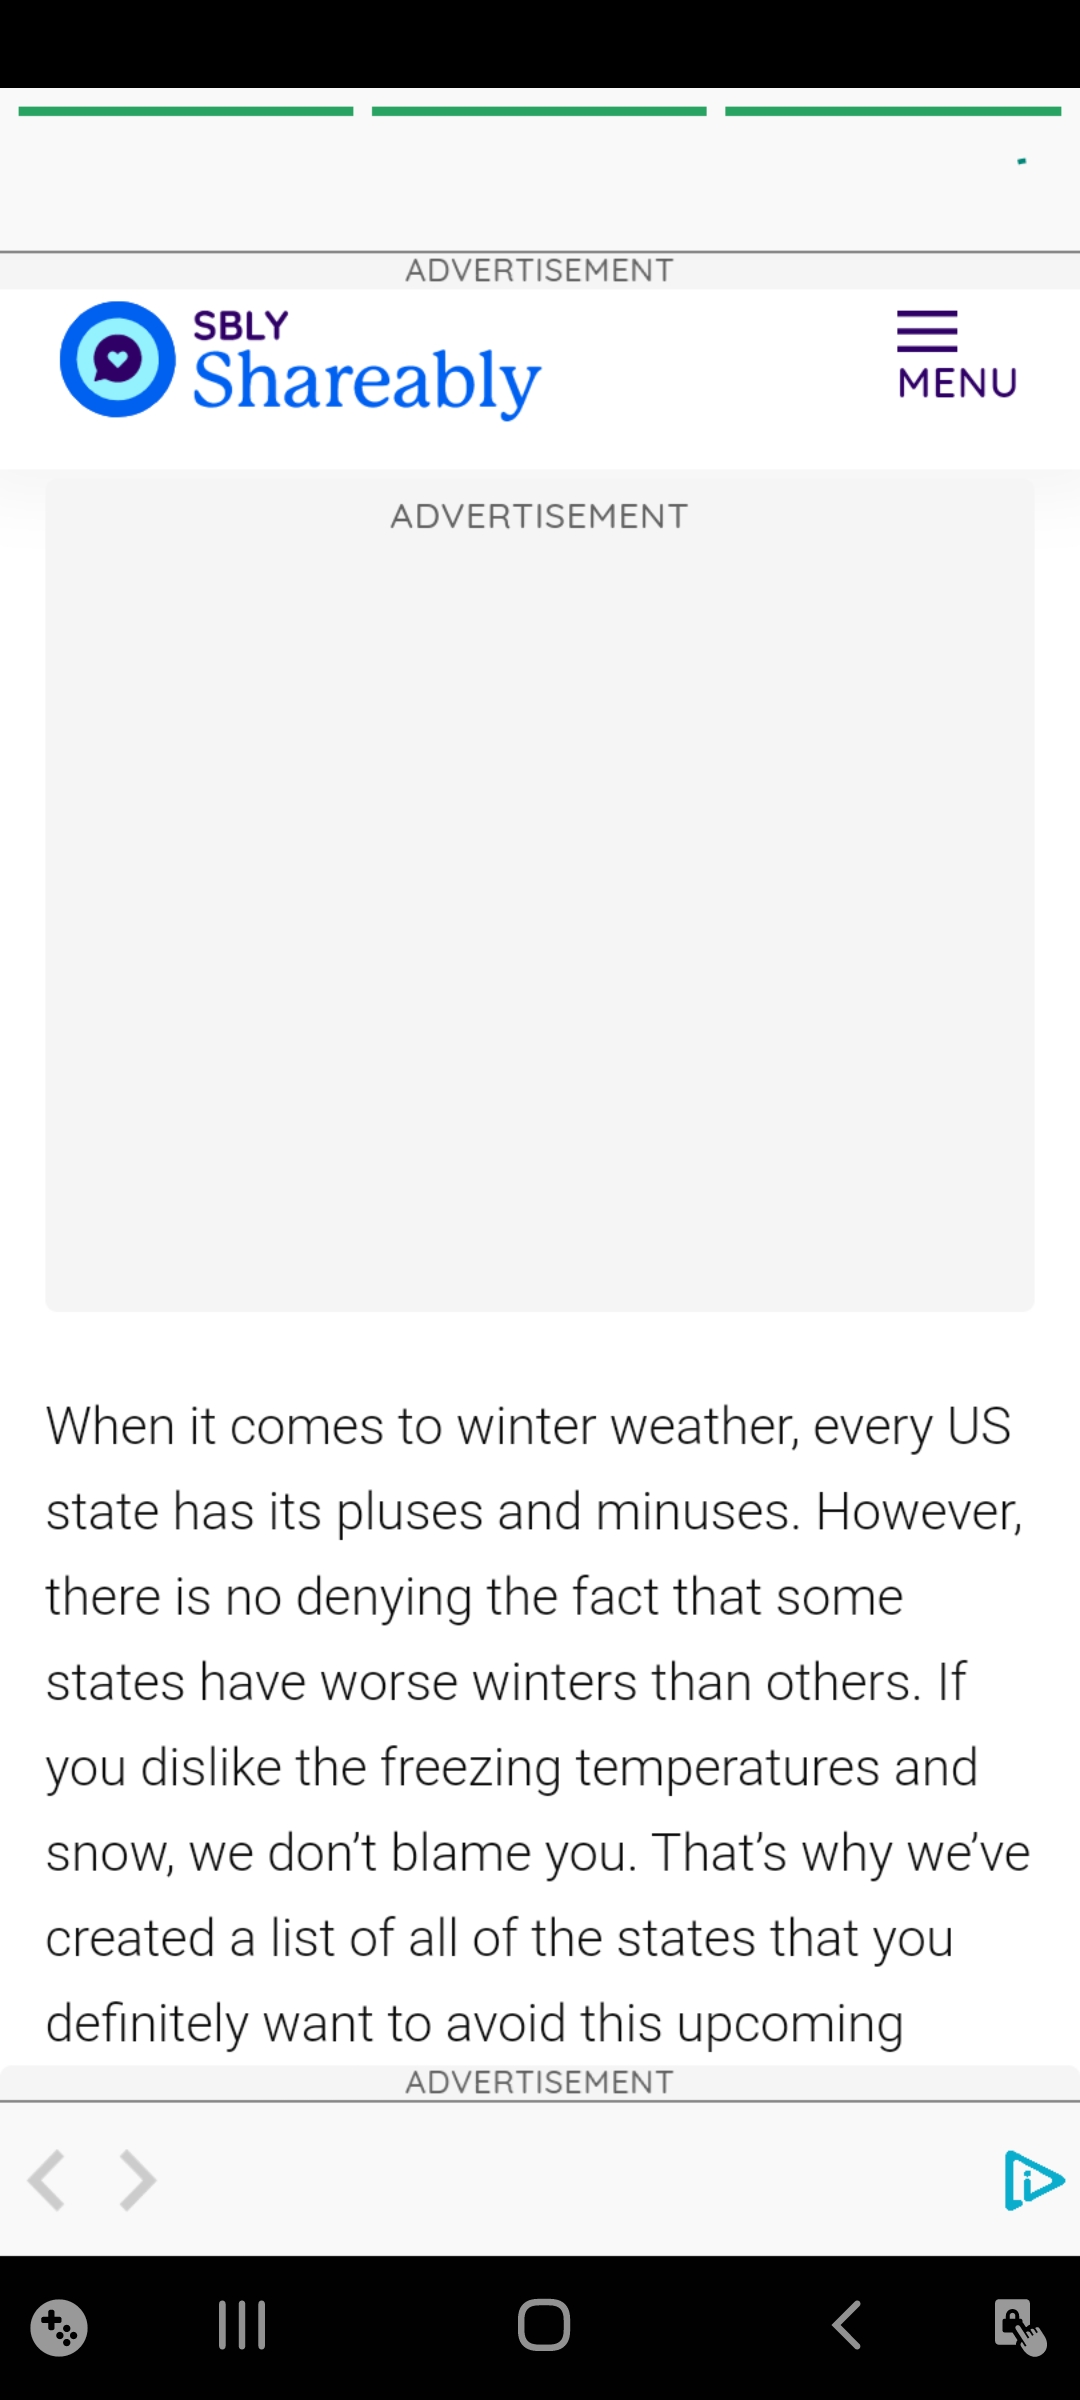 ADVERTISEMENT
SBLY
Shareably
MENU
ADVERTISEMENT
When it comes to winter weather, every US
state has its pluses and minuses. However,
there is no denying the fact that some
states have worse winters than others. If
you dislike the freezing temperatures and
snow, we don’t blame you. That’s why we’ve
created a list of all of the states that you
definitely want to avoid this upcoming
ADVERTISEMENT